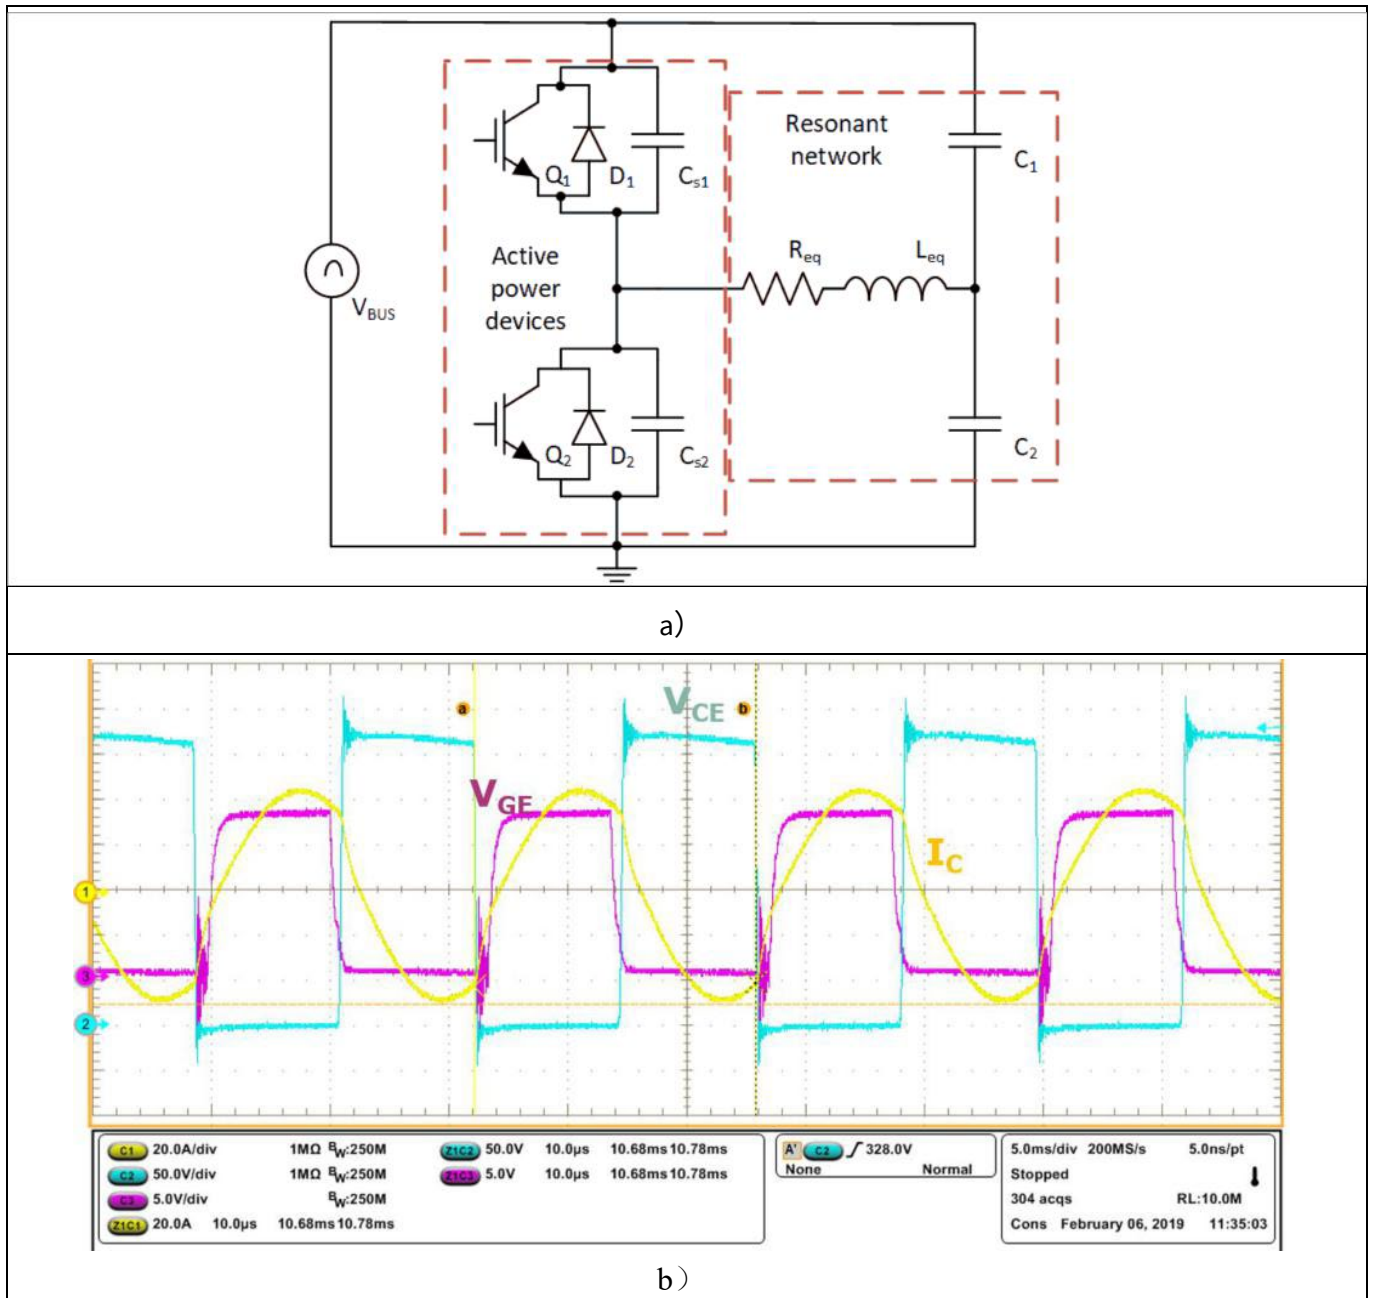 Resonant
network
Q₁
D₁
Cs1
C₁
Active
power
devices
Req
Leq
VBUS
Q₂
D₂
Cs2
C₂
a)
a
VCE
b
VGE
IC
1
3
2
C1 20.0A/div 1MΩ BW:250M
C2 50.0V/div 1MΩ BW:250M
C3 5.0V/div BW:250M
Z1C1 20.0A 10.0µs 10.68ms 10.78ms
Z1C2 50.0V 10.0µs 10.68ms 10.78ms
Z1C3 5.0V 10.0µs 10.68ms 10.78ms
A' C2 328.0V
None Normal
5.0ms/div 200MS/s 5.0ns/pt
Stopped
304 acqs RL:10.0M
Cons February 06, 2019 11:35:03
b）